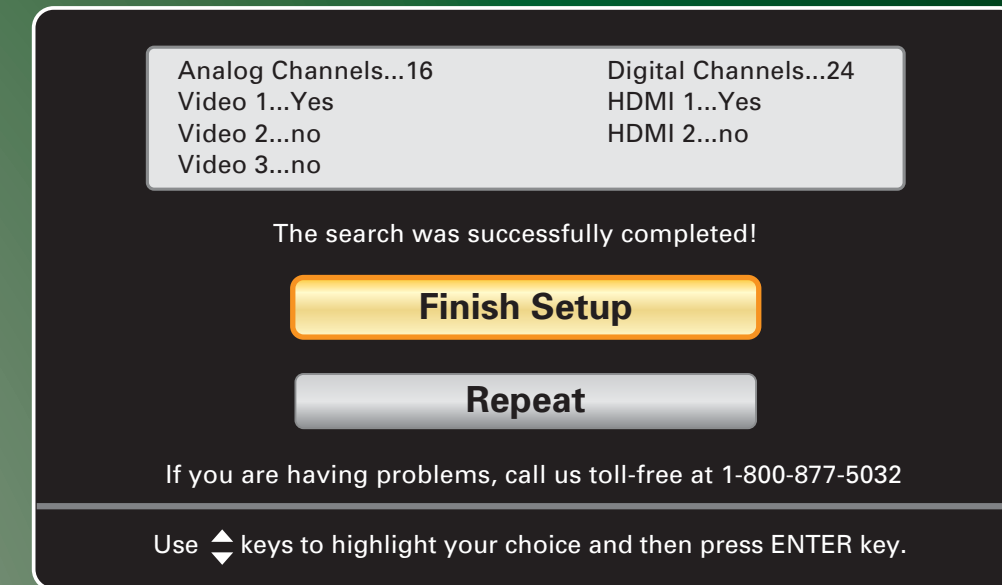 Analog Channels...16 Digital Channels...24
Video 1...Yes HDMI 1...Yes
Video 2...no HDMI 2...no
Video 3...no
The search was successfully completed!
Finish Setup
Repeat
If you are having problems, call us toll-free at 1-800-877-5032
Use keys to highlight your choice and then press ENTER key.